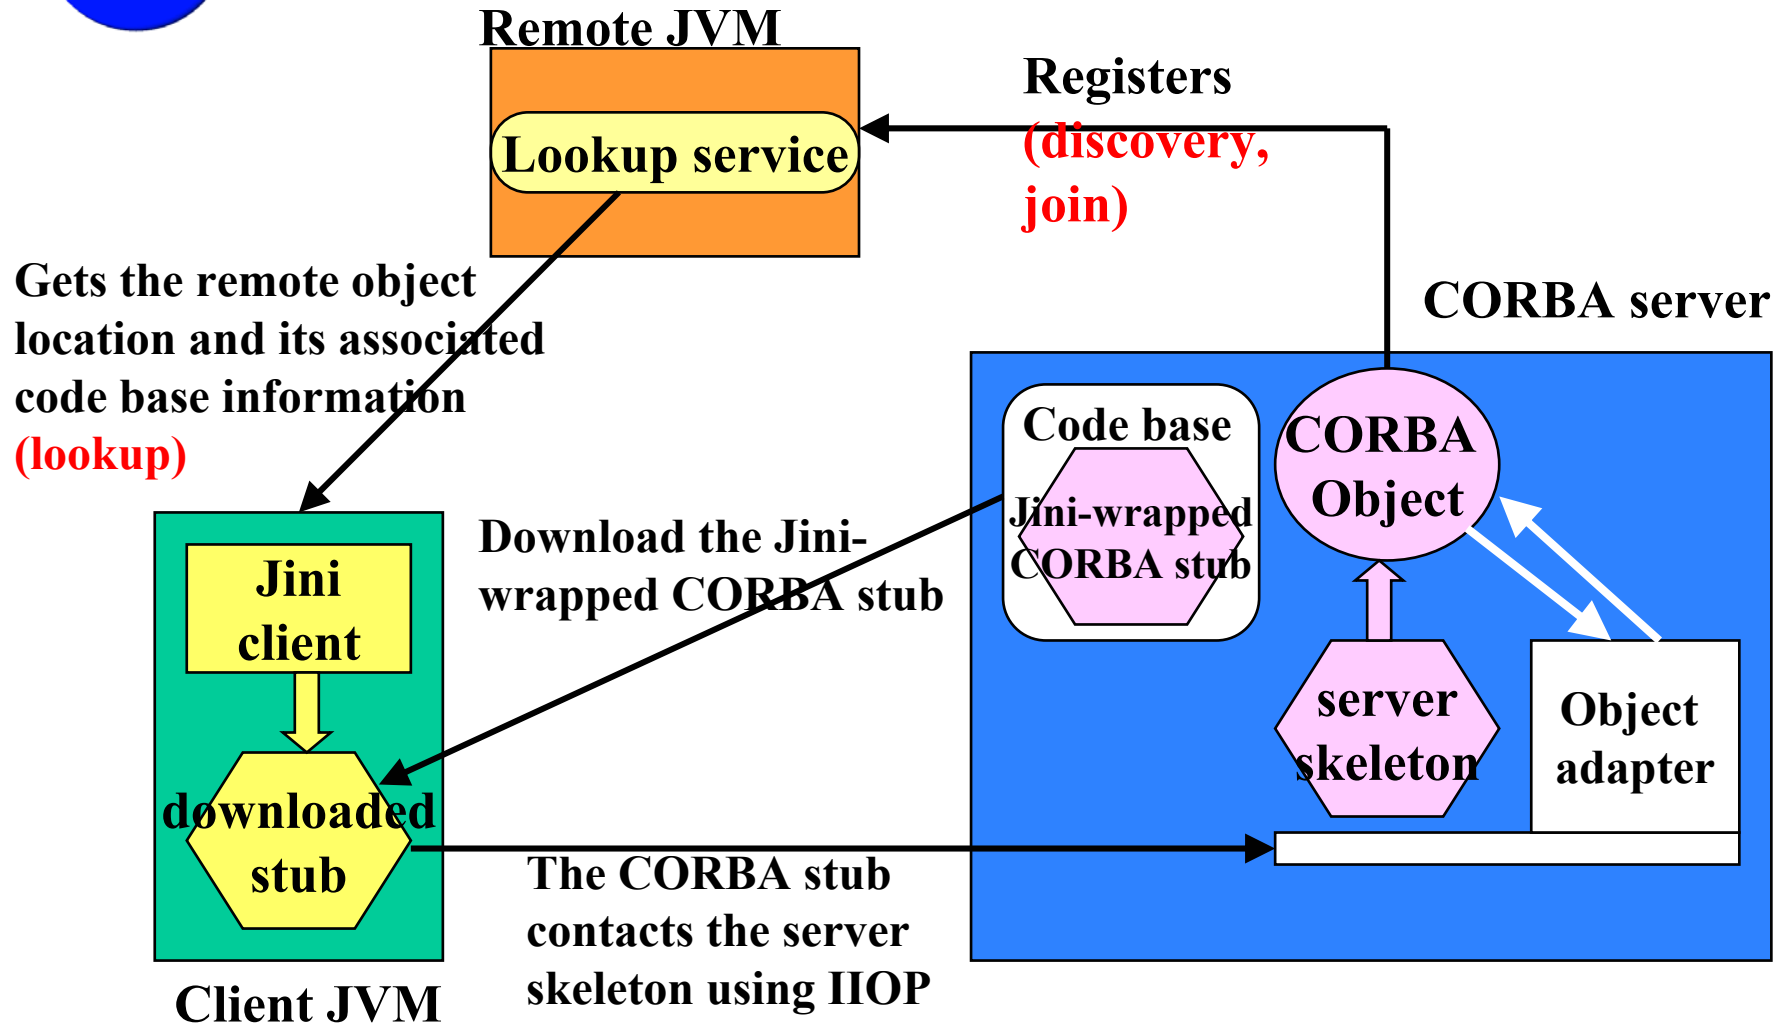 Remote JVM
Lookup service
Registers
(discovery,
join)
Gets the remote object
location and its associated
code base information
(lookup)
CORBA server
Code base
Jini-wrapped
CORBA stub
CORBA
Object
Download the Jini-
wrapped CORBA stub
Jini
client
server
skeleton
Object
adapter
downloaded
stub
The CORBA stub
contacts the server
skeleton using IIOP
Client JVM